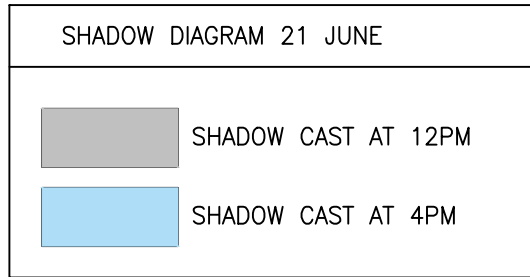 SHADOW DIAGRAM 21 JUNE
SHADOW CAST AT 12PM
SHADOW CAST AT 4PM